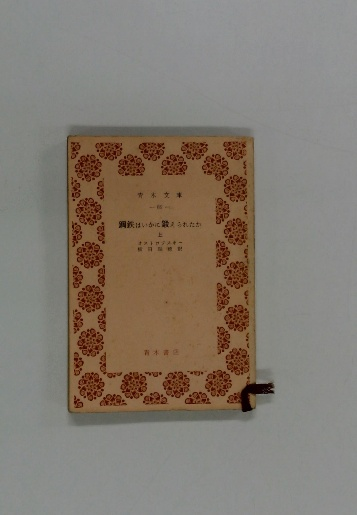 青木文庫
鋼鉄はいかに鍛えられたか
上
オストロフスキー
青木書店